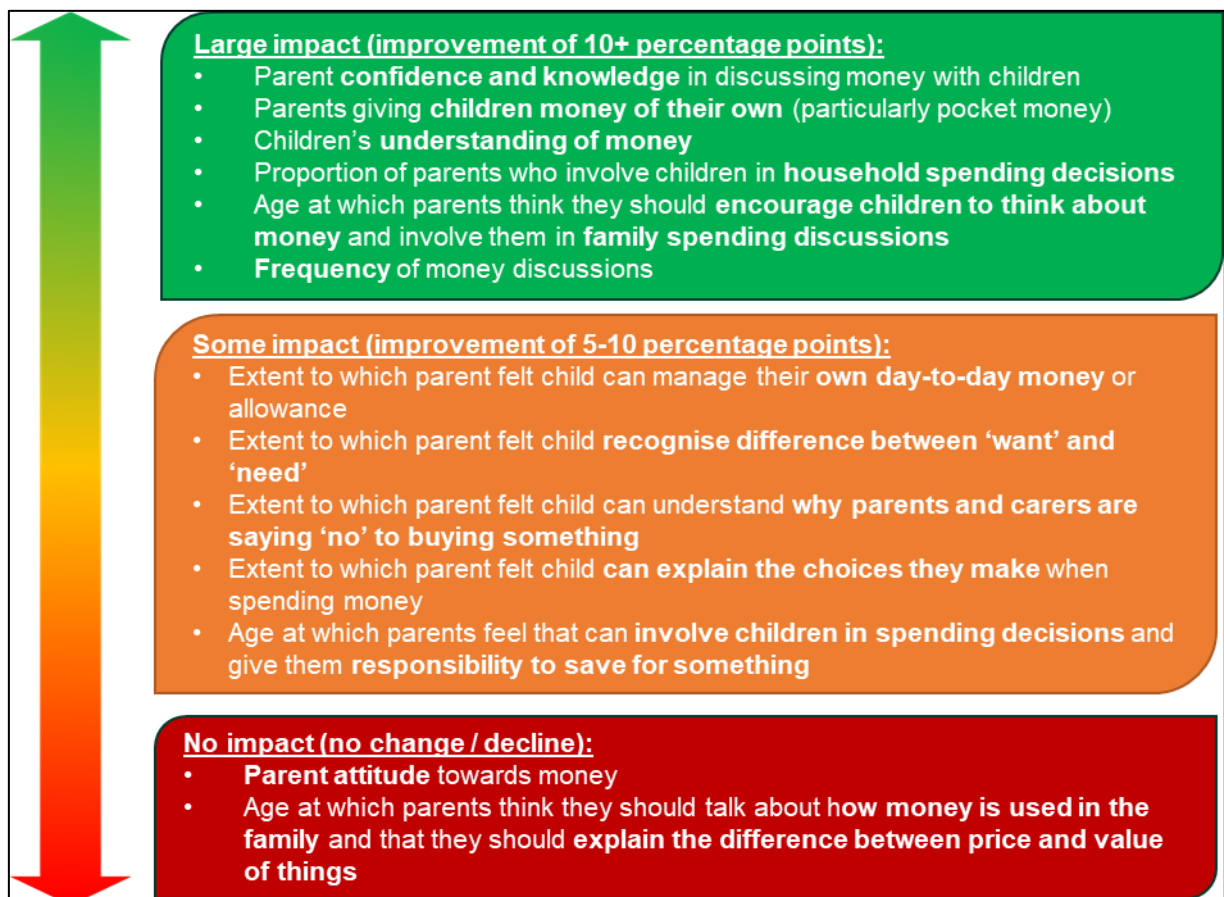 Large impact (improvement of 10+ percentage points):
• Parent confidence and knowledge in discussing money with children
• Parents giving children money of their own (particularly pocket money)
• Children's understanding of money
• Proportion of parents who involve children in household spending decisions
• Age at which parents think they should encourage children to think about
money and involve them in family spending discussions
• Frequency of money discussions
Some impact (improvement of 5-10 percentage points):
• Extent to which parent felt child can manage their own day-to-day money or
allowance
• Extent to which parent felt child recognise difference between ‘want’ and
‘need’
• Extent to which parent felt child can understand why parents and carers are
saying ‘no’ to buying something
• Extent to which parent felt child can explain the choices they make when
spending money
• Age at which parents feel that can involve children in spending decisions and
give them responsibility to save for something
No impact (no change / decline):
• Parent attitude towards money
• Age at which parents think they should talk about how money is used in the
family and that they should explain the difference between price and value
of things